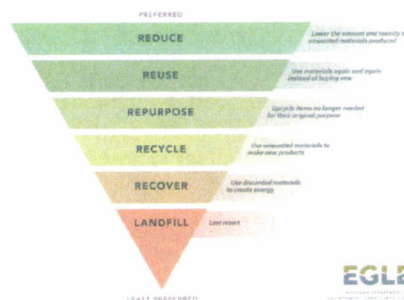 PREFERRED
REDUCE
Lower the amount and toxicity of
unwanted materials produced
REUSE
Use materials again and again
instead of buying new
REPURPOSE
Upcycle items no longer needed
for their original purpose
RECYCLE
Use unwanted materials to
make new products
RECOVER
Use discarded materials
to create energy
LANDFILL
Last resort
LEAST PREFERRED
EGLE